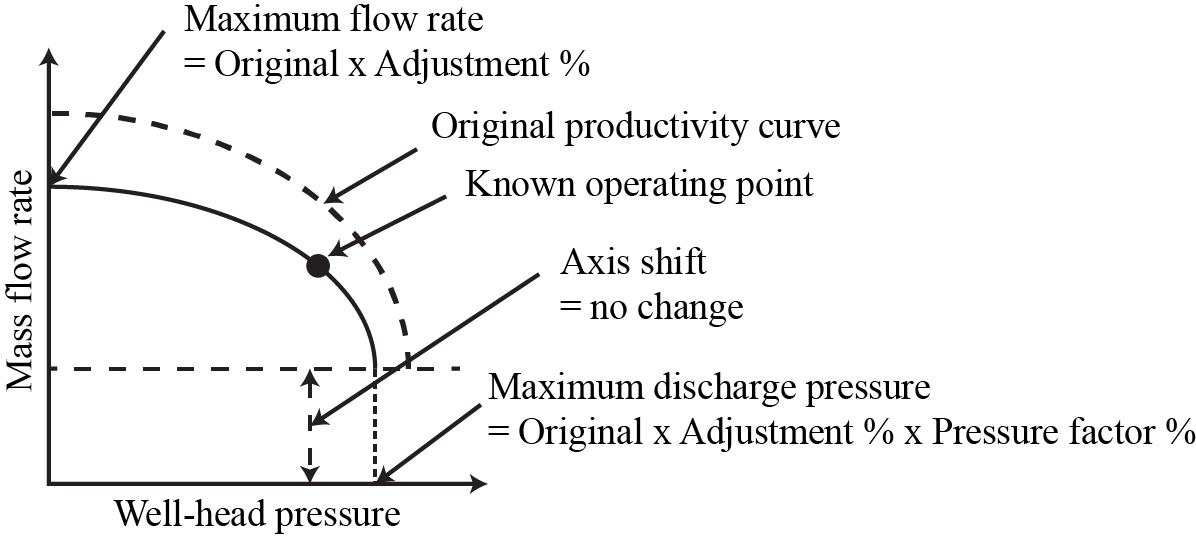 Maximum flow rate
= Original x Adjustment %
Original productivity curve
Known operating point
Axis shift
= no change
Maximum discharge pressure
= Original x Adjustment % x Pressure factor %
Mass flow rate
Well-head pressure